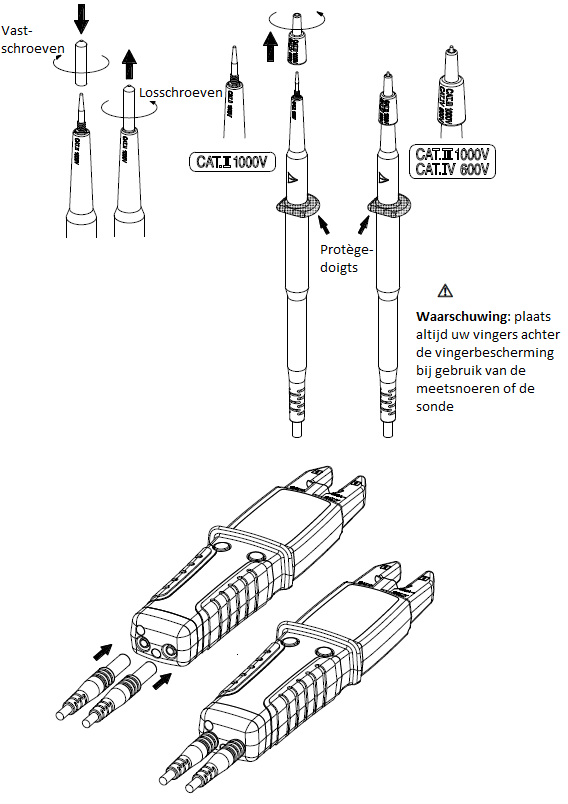 Vast-
schroeven
Losschroeven
CAT.II 1000V
CAT.III 1000V
CAT.IV 600V
Protège-
doigts
Waarschuwing: plaats
altijd uw vingers achter
de vingerbescherming
bij gebruik van de
meetsnoeren of de
sonde